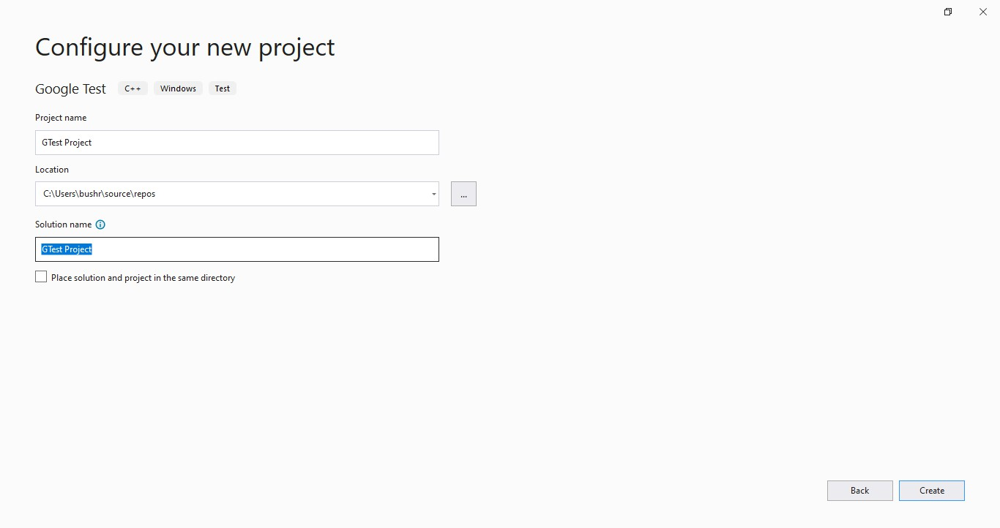 Configure your new project
Google Test C++ Windows Test
Project name
GTest Project
Location
C:\Users\bushr\source\repos
...
Solution name
GTest Project
Place solution and project in the same directory
Back Create